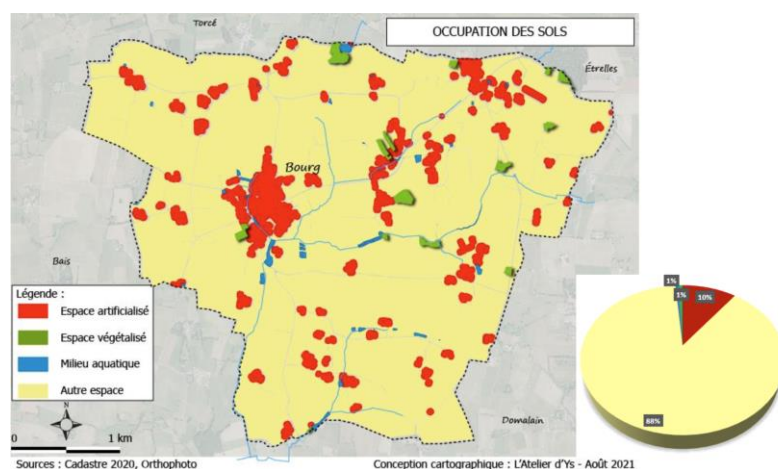 OCCUPATION DES SOLS
Torcé
Étrelles
Bourg
Bais
Légende :
Espace artificialisé
Espace végétalisé
Milieu aquatique
Autre espace
N
0 1 km
Domalain
1%
1%
10%
88%
Sources : Cadastre 2020, Orthophoto
Conception cartographique : L'Atelier d'Ys - Août 2021